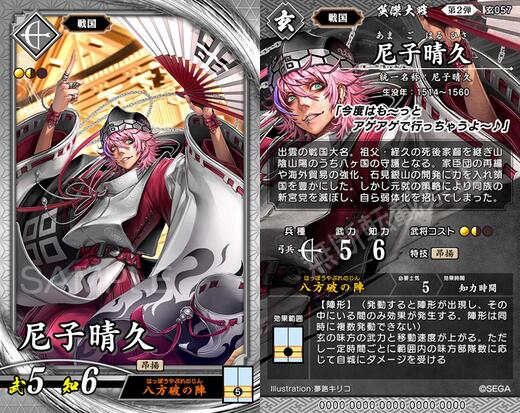 戦国
尼子晴久
昂揚
武5 知6
はっぽうやぶれのじん
八方破の陣
5
玄
戦国
英傑大戦
第2弾
玄057
あまご はるひさ
尼子晴久
統一名称:尼子晴久
生没年:1514~1560
「今度はも~っと
アゲアゲで行っちゃうよ~♪」
出雲の戦国大名。祖父・経久の死後家督を継ぎ山
陰山陽のうち八ヶ国の守護となる。家臣団の再編
や海外貿易の強化、石見銀山の開発に力を入れ領
国を豊かにした。しかし元就の策略により同族の
新宮党を滅ぼし、自ら弱体化を招いてしまった。
兵種 武力 知力 武将コスト
弓兵 5 6 特技 昂揚
はっぽうやぶれのじん 必要士気 効果時間
八方破の陣 5 知力時間
効果範囲
【陣形】(発動すると陣形が出現し、その
中にいる間のみ効果が発生する。陣形は同
時に複数発動できない)
玄の味方の武力と移動速度が上がる。ただ
し一定時間ごとに範囲内の味方部隊数に応
じて自城にダメージを受ける
Illustration:夢路キリコ
©SEGA
0000-0000-0000-0000-0000-0000